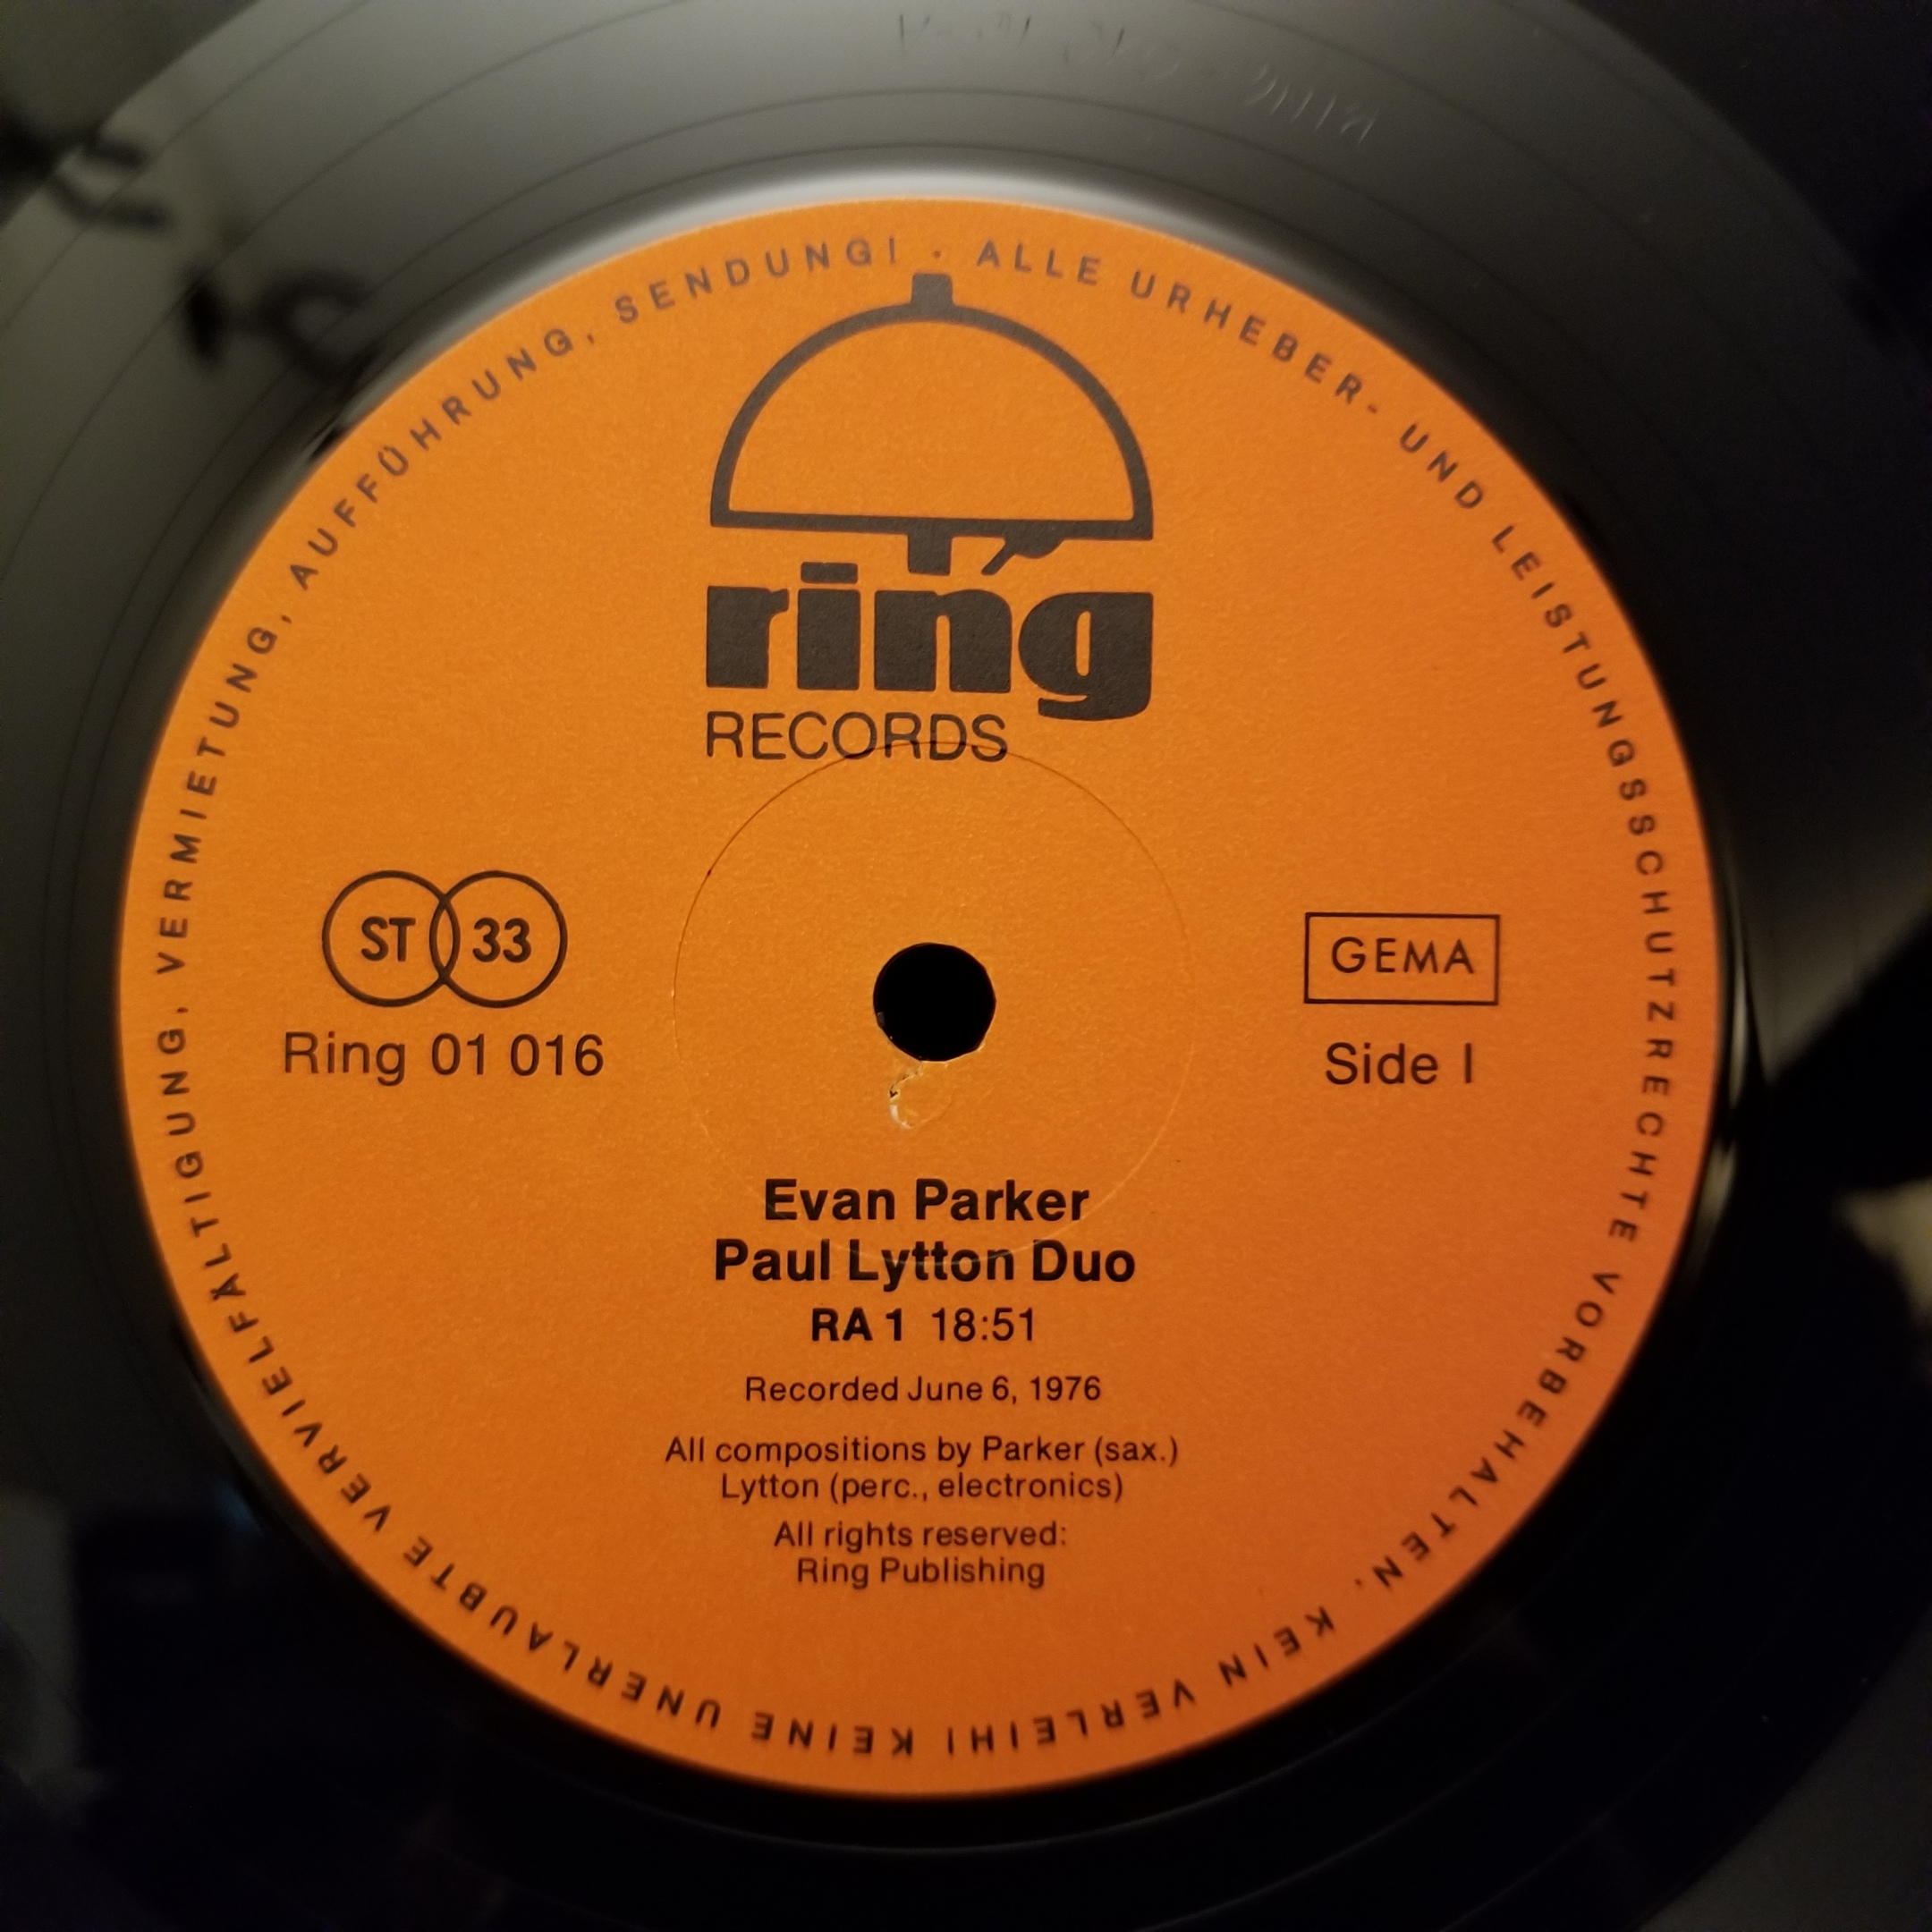 ALLE URHEBER- UND LEISTUNGSSCHUTZRECHTE VORBEHALTEN. KEIN VERLEIH! KEINE UNERLAUBTE VERVIELFÄLTIGUNG, VERMIETUNG, AUFFÜHRUNG, SENDUNG! ·
ring
RECORDS
ST 33
GEMA
Ring 01 016
Side I
Evan Parker
Paul Lytton Duo
RA 1 18:51
Recorded June 6, 1976
All compositions by Parker (sax.)
Lytton (perc., electronics)
All rights reserved:
Ring Publishing